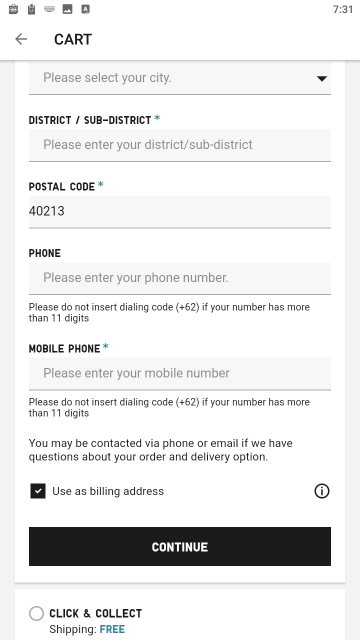 7:31
CART
Please select your city.
DISTRICT / SUB-DISTRICT *
Please enter your district/sub-district
POSTAL CODE *
40213
PHONE
Please enter your phone number.
Please do not insert dialing code (+62) if your number has more
than 11 digits
MOBILE PHONE *
Please enter your mobile number
Please do not insert dialing code (+62) if your number has more
than 11 digits
You may be contacted via phone or email if we have
questions about your order and delivery option.
Use as billing address
CONTINUE
CLICK & COLLECT
Shipping: FREE